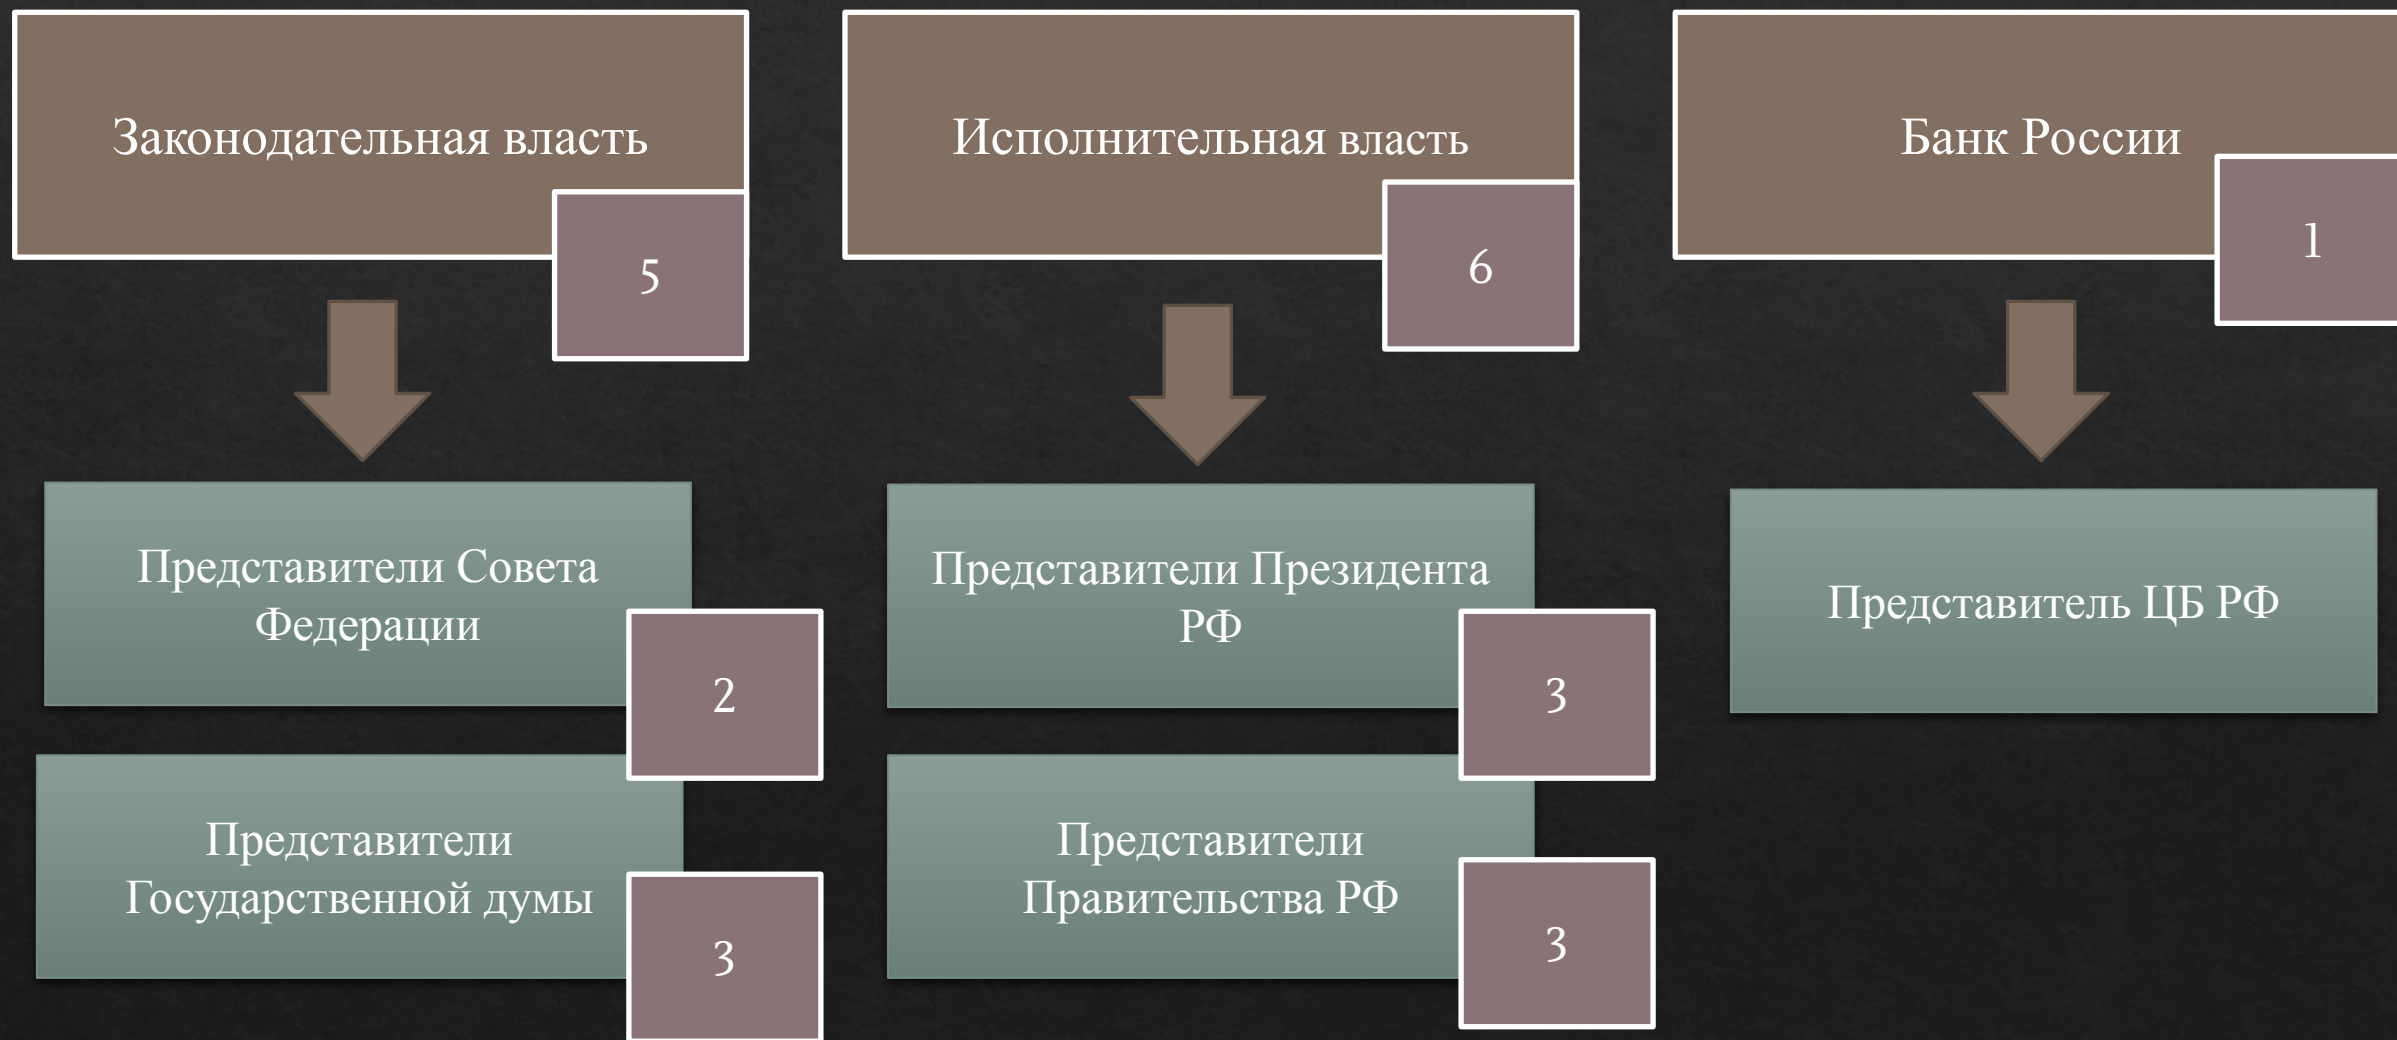 Законодательная власть
5
Исполнительная власть
6
Банк России
1
Представители Совета
Федерации
2
Представители Президента
РФ
3
Представитель ЦБ РФ
Представители
Государственной думы
3
Представители
Правительства РФ
3